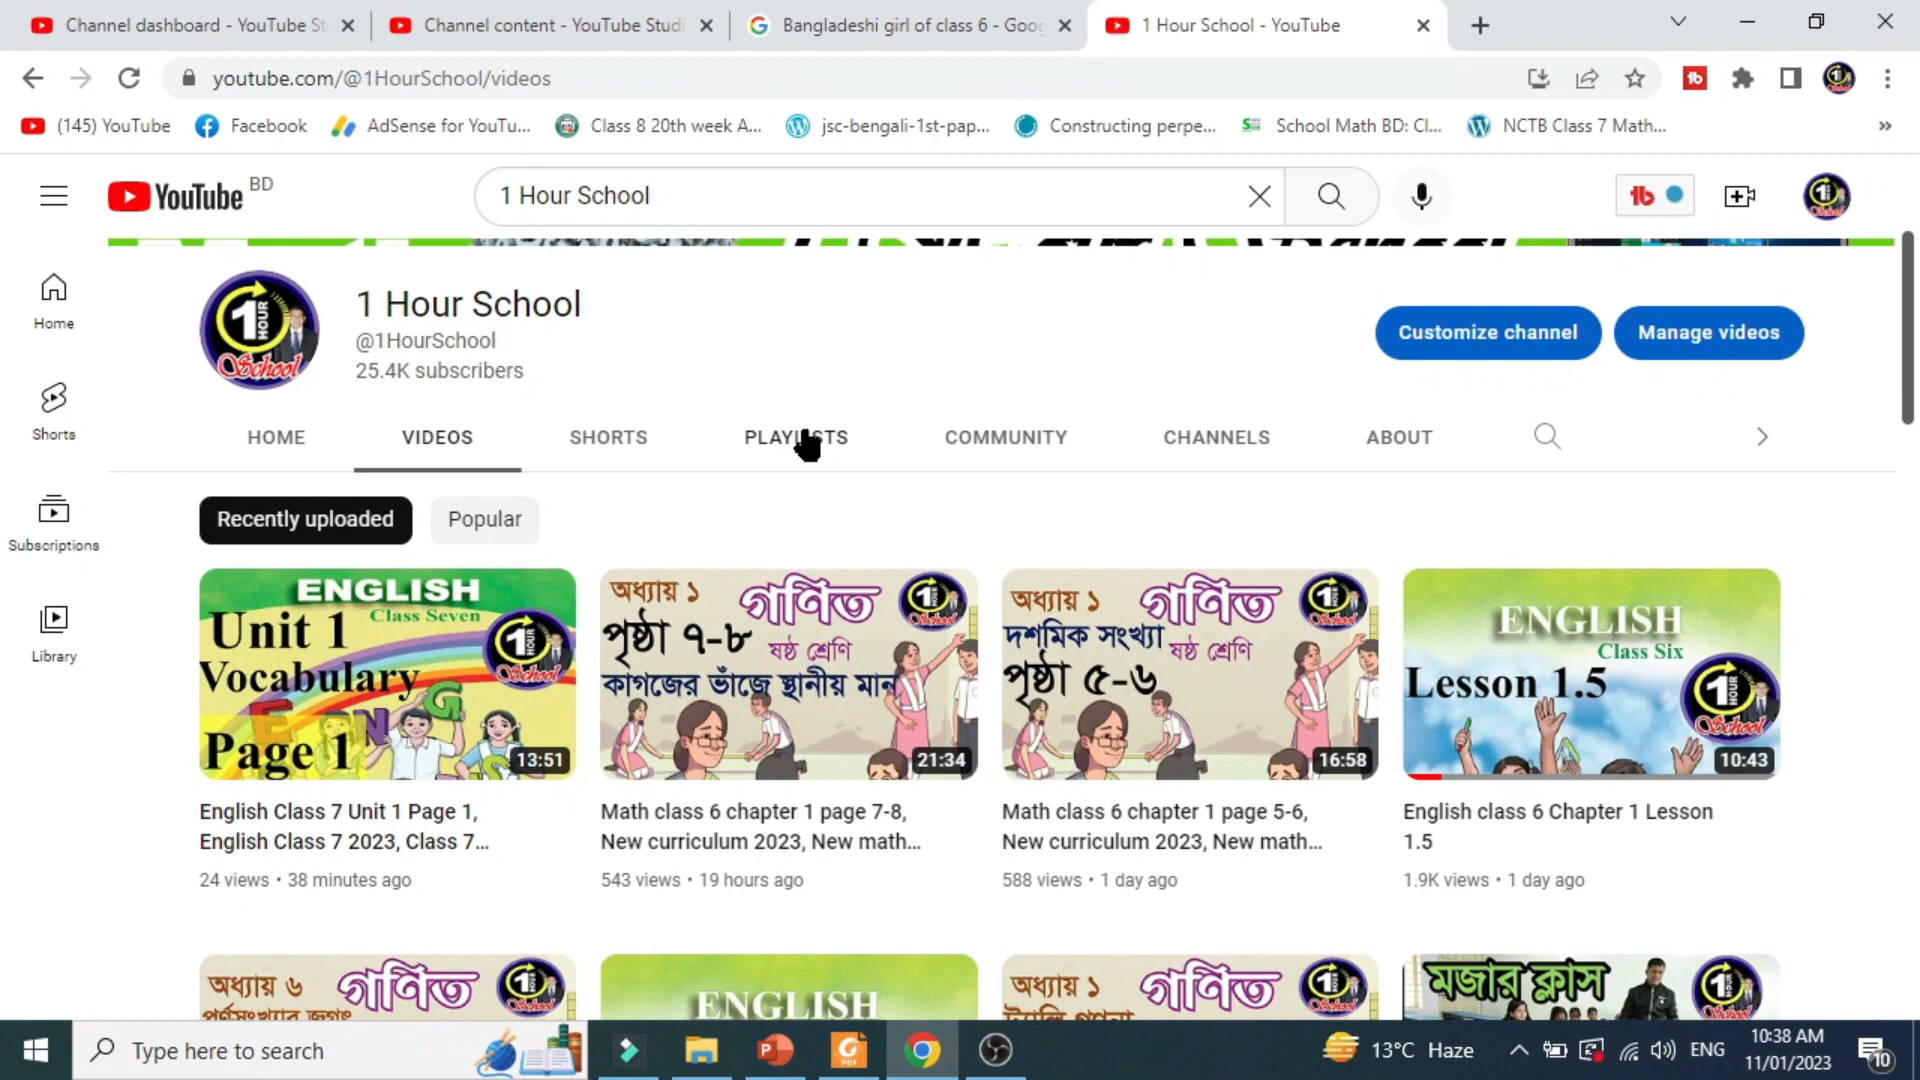 Channel dashboard - YouTube St
Channel content - YouTube Studi
Bangladeshi girl of class 6 - Goog
1 Hour School - YouTube
youtube.com/@1HourSchool/videos
(145) YouTube
Facebook
AdSense for YouTu...
Class 8 20th week A...
jsc-bengali-1st-pap...
Constructing perpe...
School Math BD: Cl...
NCTB Class 7 Math...
YouTube BD
1 Hour School
Home
Shorts
Subscriptions
Library
1 Hour School
@1HourSchool
25.4K subscribers
Customize channel
Manage videos
HOME
VIDEOS
SHORTS
PLAYLISTS
COMMUNITY
CHANNELS
ABOUT
Recently uploaded
Popular
ENGLISH
Class Seven
Unit 1
Vocabulary
Page 1
13:51
অধ্যায় ১
গণিত
পৃষ্ঠা ৭-৮
ষষ্ঠ শ্রেণি
কাগজের ভাঁজে স্থানীয় মান
21:34
অধ্যায় ১
গণিত
দশমিক সংখ্যা
ষষ্ঠ শ্রেণি
পৃষ্ঠা ৫-৬
16:58
ENGLISH
Class Six
Lesson 1.5
10:43
English Class 7 Unit 1 Page 1,
English Class 7 2023, Class 7...
24 views • 38 minutes ago
Math class 6 chapter 1 page 7-8,
New curriculum 2023, New math...
543 views • 19 hours ago
Math class 6 chapter 1 page 5-6,
New curriculum 2023, New math...
588 views • 1 day ago
English class 6 Chapter 1 Lesson
1.5
1.9K views • 1 day ago
অধ্যায় ৬
গণিত
ENGLISH
অধ্যায় ১
গণিত
মজার ক্লাস
Type here to search
13°C Haze
ENG
10:38 AM
11/01/2023
10